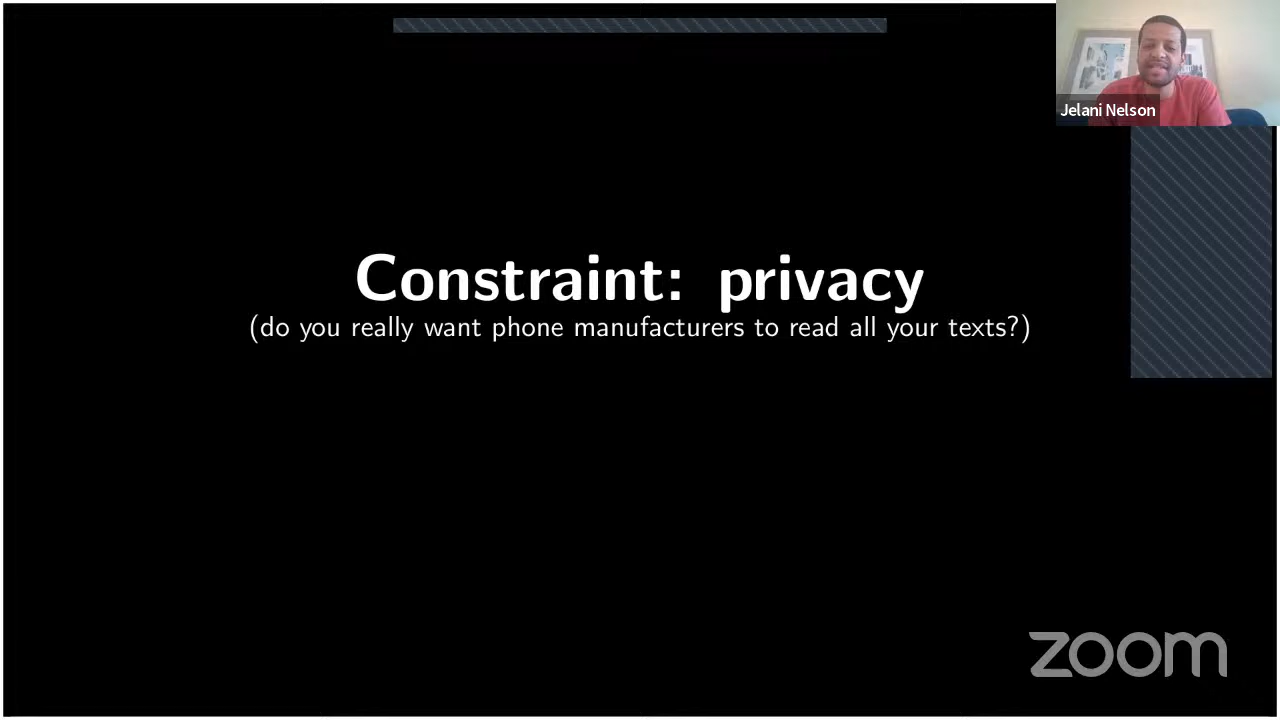 Jelani Nelson
Constraint: privacy
(do you really want phone manufacturers to read all your texts?)
zoom